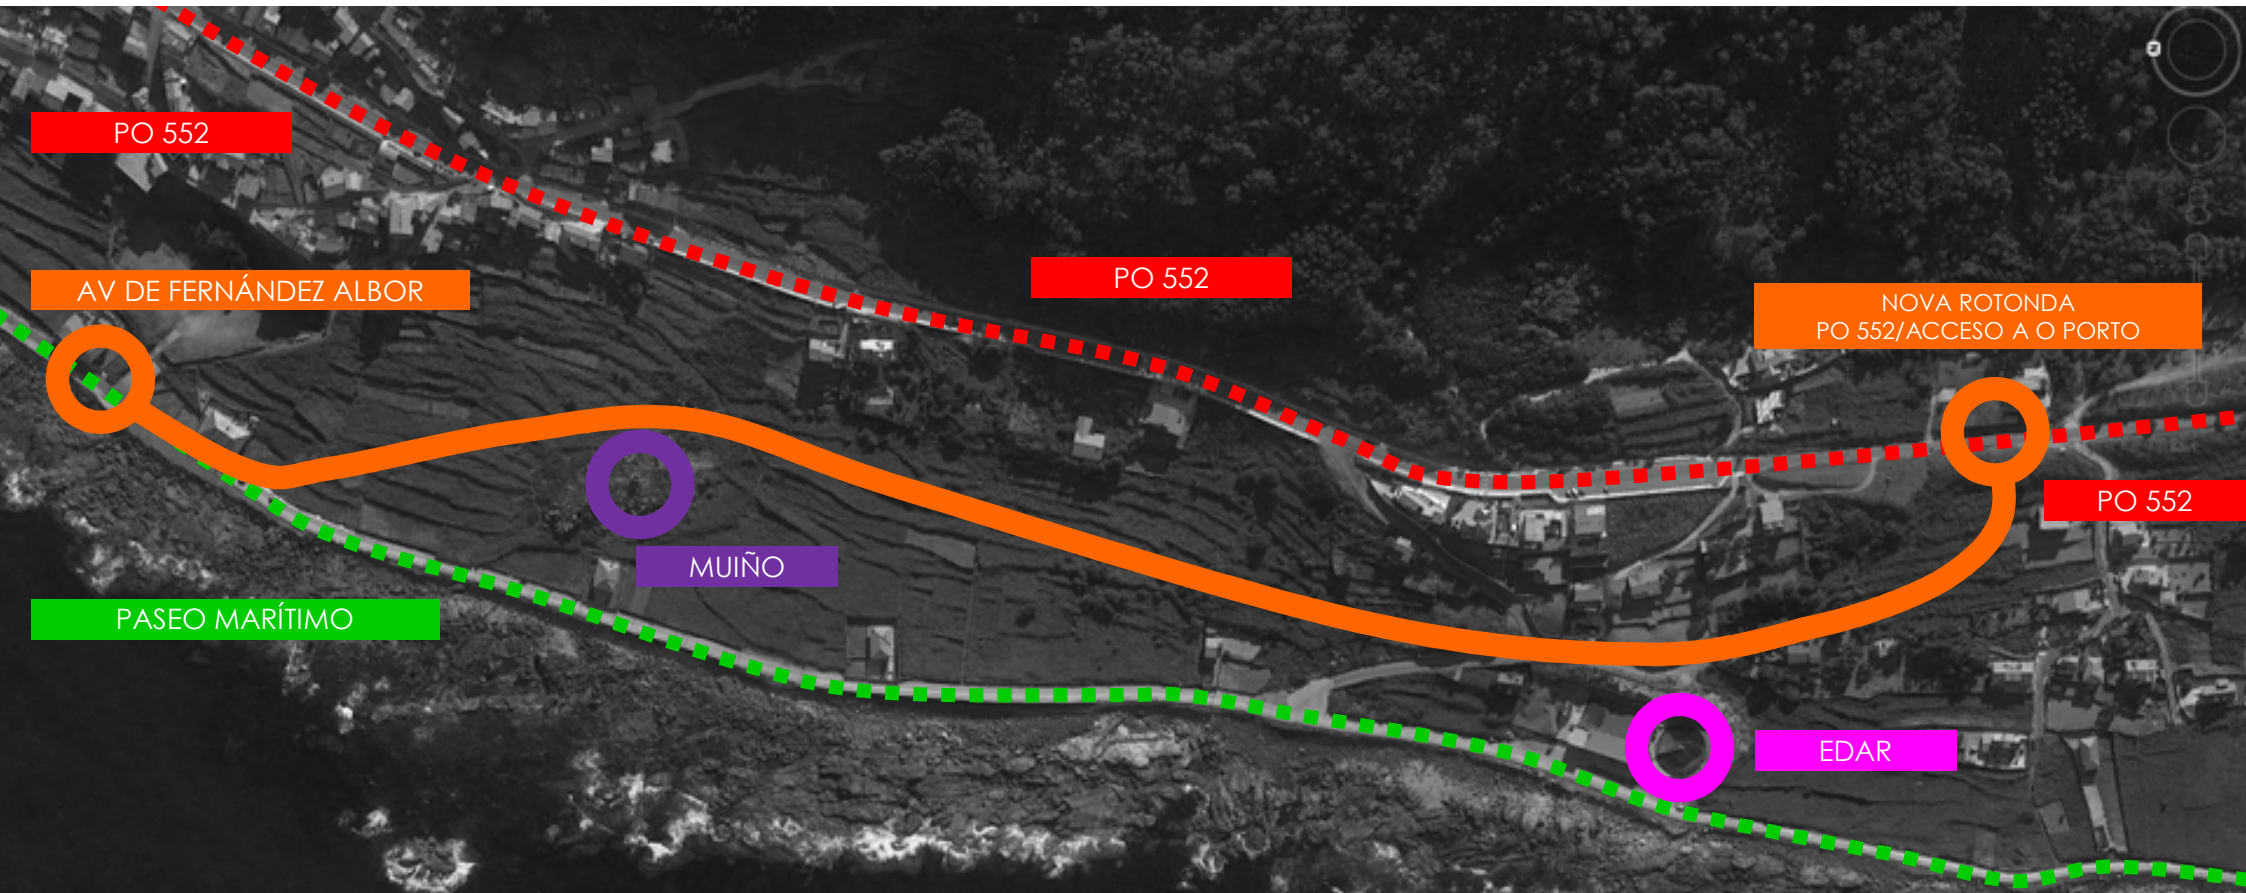 PO 552
AV DE FERNÁNDEZ ALBOR
PO 552
NOVA ROTONDA
PO 552/ACCESO A O PORTO
PO 552
MUIÑO
PASEO MARÍTIMO
EDAR